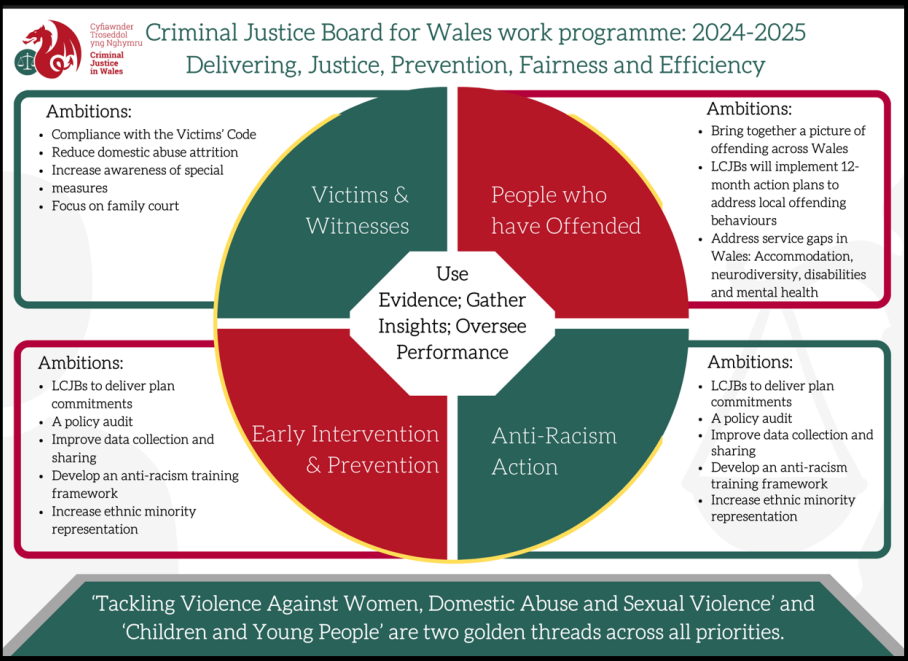 Cyfiawnder
Troseddol
yng Nghymru
Criminal
Justice
in Wales
Criminal Justice Board for Wales work programme: 2024-2025
Delivering, Justice, Prevention, Fairness and Efficiency
Ambitions:
• Compliance with the Victims' Code
• Reduce domestic abuse attrition
• Increase awareness of special
• measures
• Focus on family court
Victims &
Witnesses
People who
have Offended
Ambitions:
• Bring together a picture of
offending across Wales
• LCJBs will implement 12-
month action plans to
address local offending
behaviours
• Address service gaps in
Wales: Accommodation,
neurodiversity, disabilities
and mental health
Use
Evidence; Gather
Insights; Oversee
Performance
Ambitions:
• LCJBs to deliver plan
commitments
• A policy audit
• Improve data collection and
sharing
• Develop an anti-racism training
framework
• Increase ethnic minority
representation
Early Intervention
& Prevention
Anti-Racism
Action
Ambitions:
• LCJBs to deliver plan
commitments
• A policy audit
• Improve data collection and
sharing
• Develop an anti-racism
training framework
• Increase ethnic minority
representation
'Tackling Violence Against Women, Domestic Abuse and Sexual Violence' and
'Children and Young People' are two golden threads across all priorities.